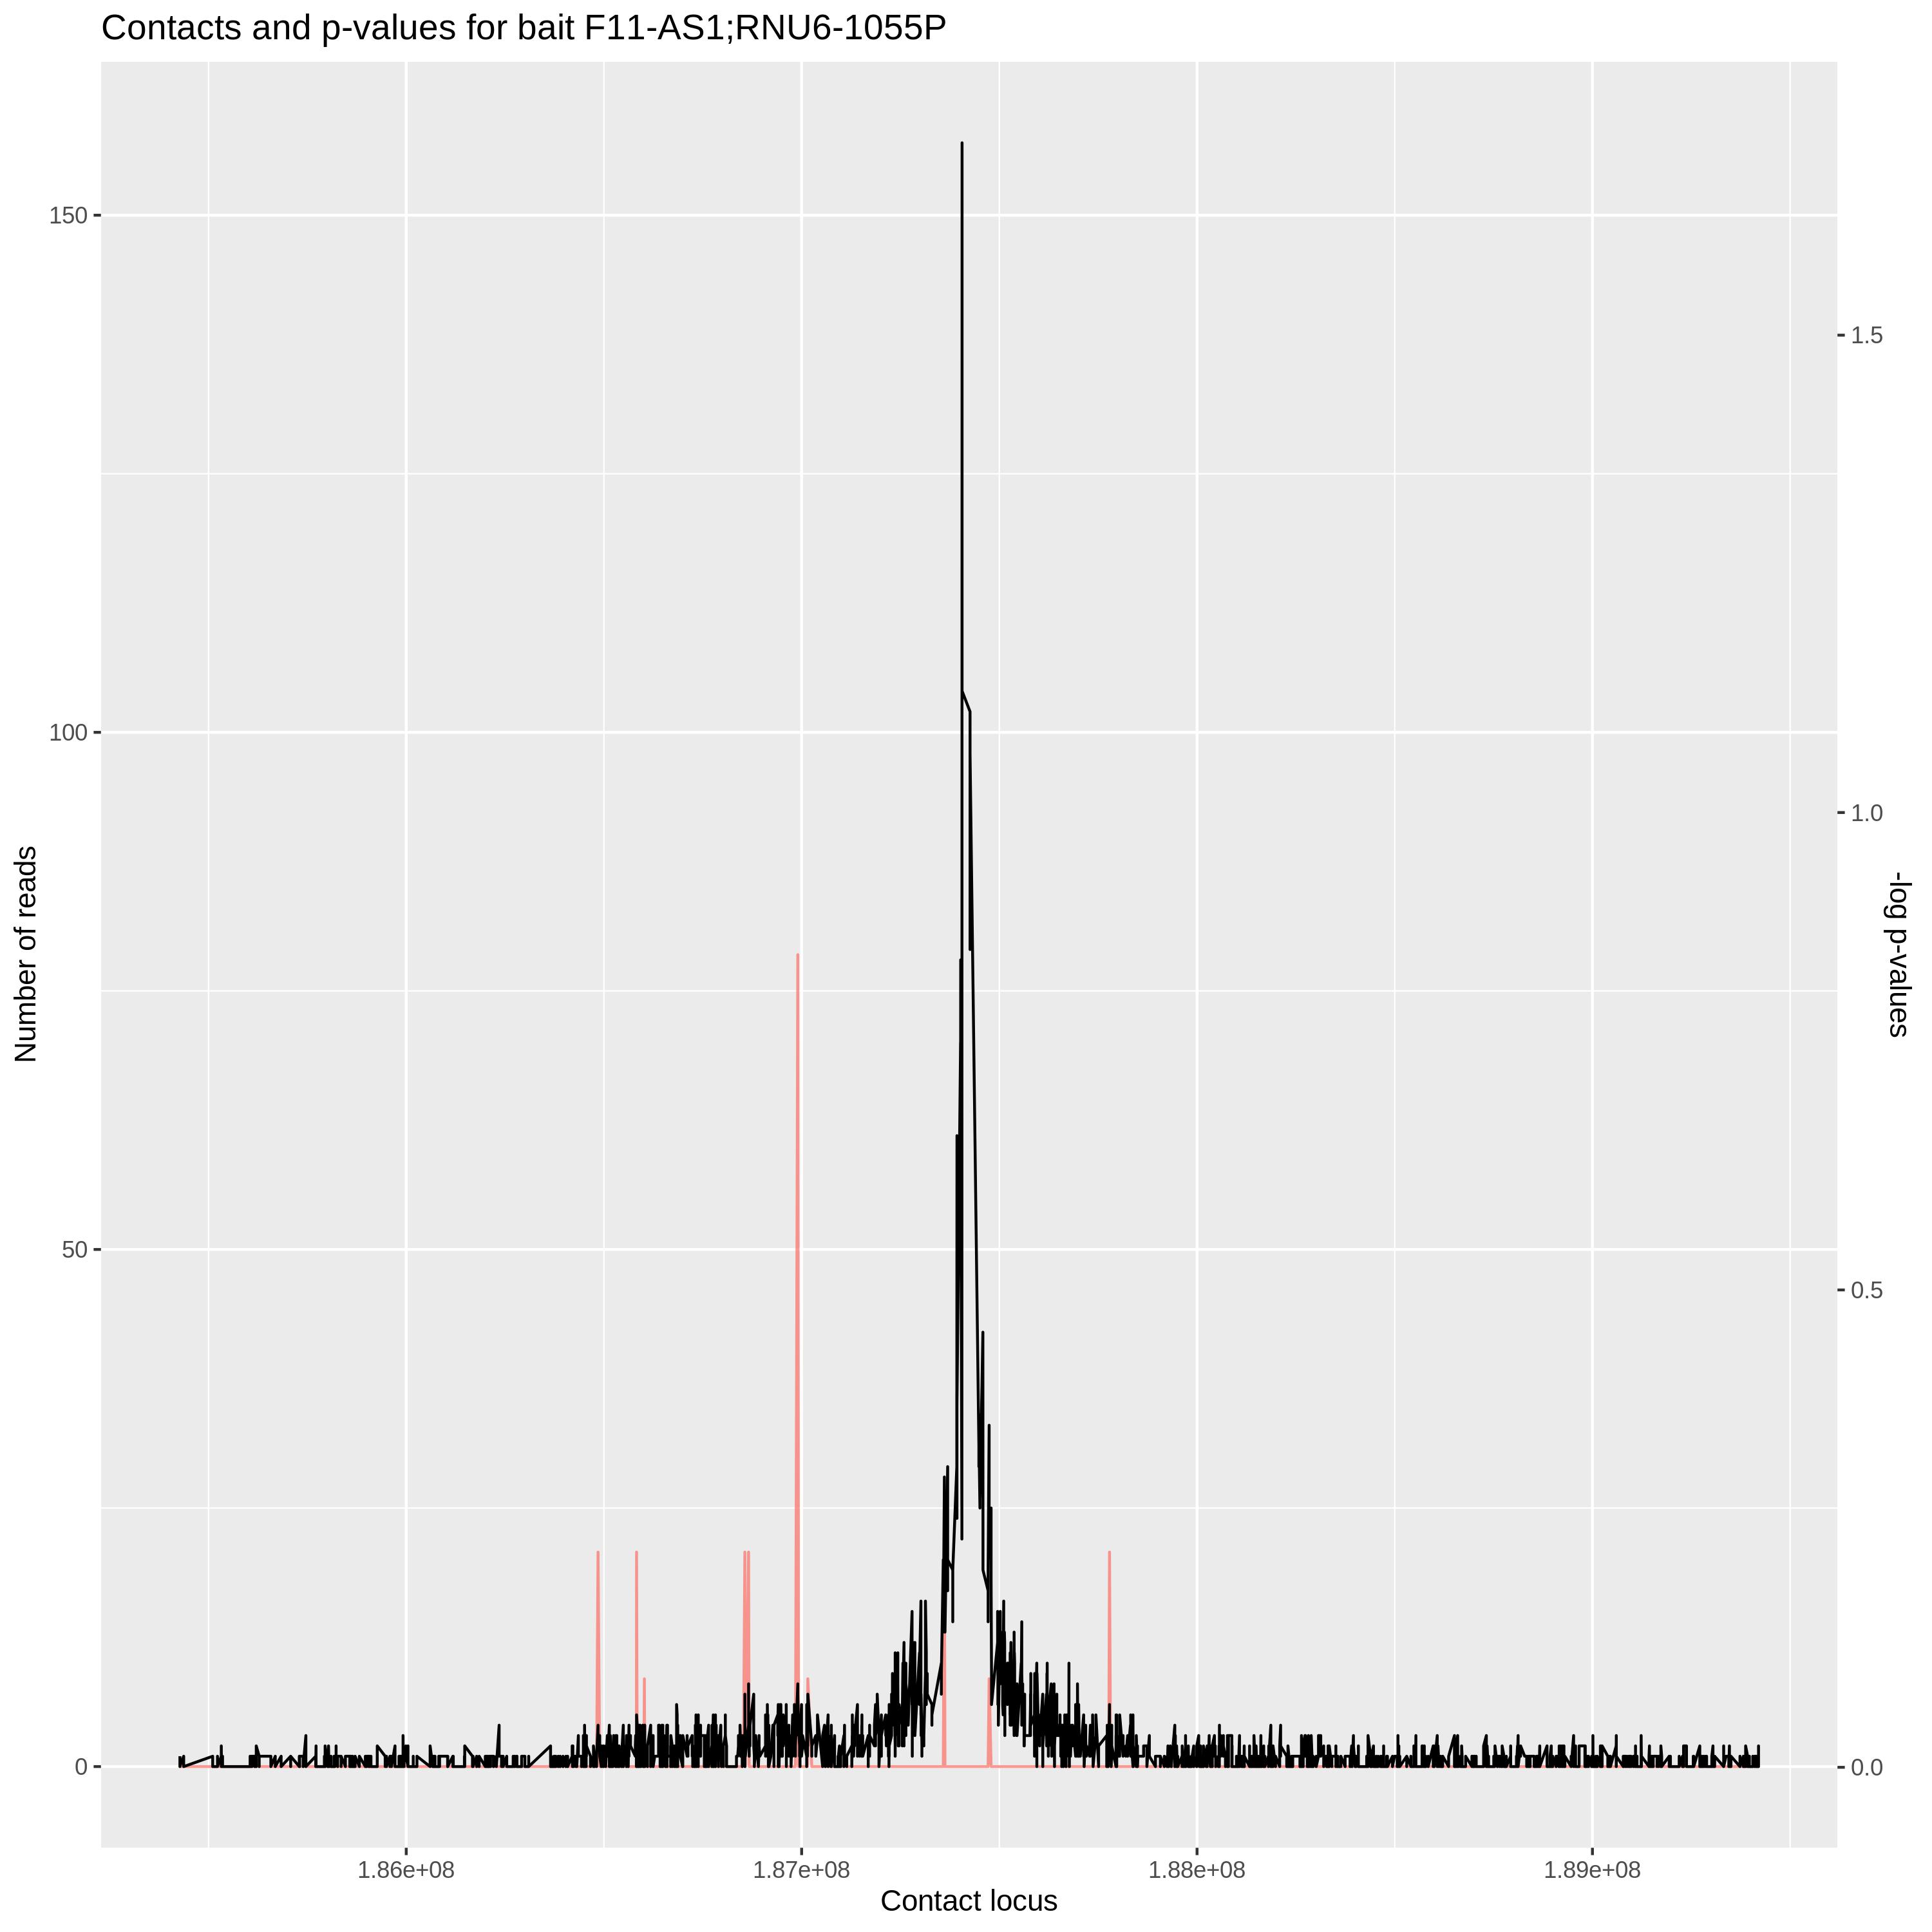 Contacts and p-values for bait F11-AS1;RNU6-1055P
150
100
50
0
Number of reads
1.5
1.0
0.5
0.0
-log p-values
1.86e+08
1.87e+08
1.88e+08
1.89e+08
Contact locus